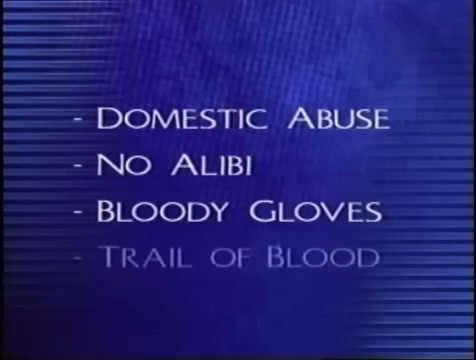 - DOMESTIC ABUSE
- NO ALIBI
- BLOODY GLOVES
- TRAIL OF BLOOD